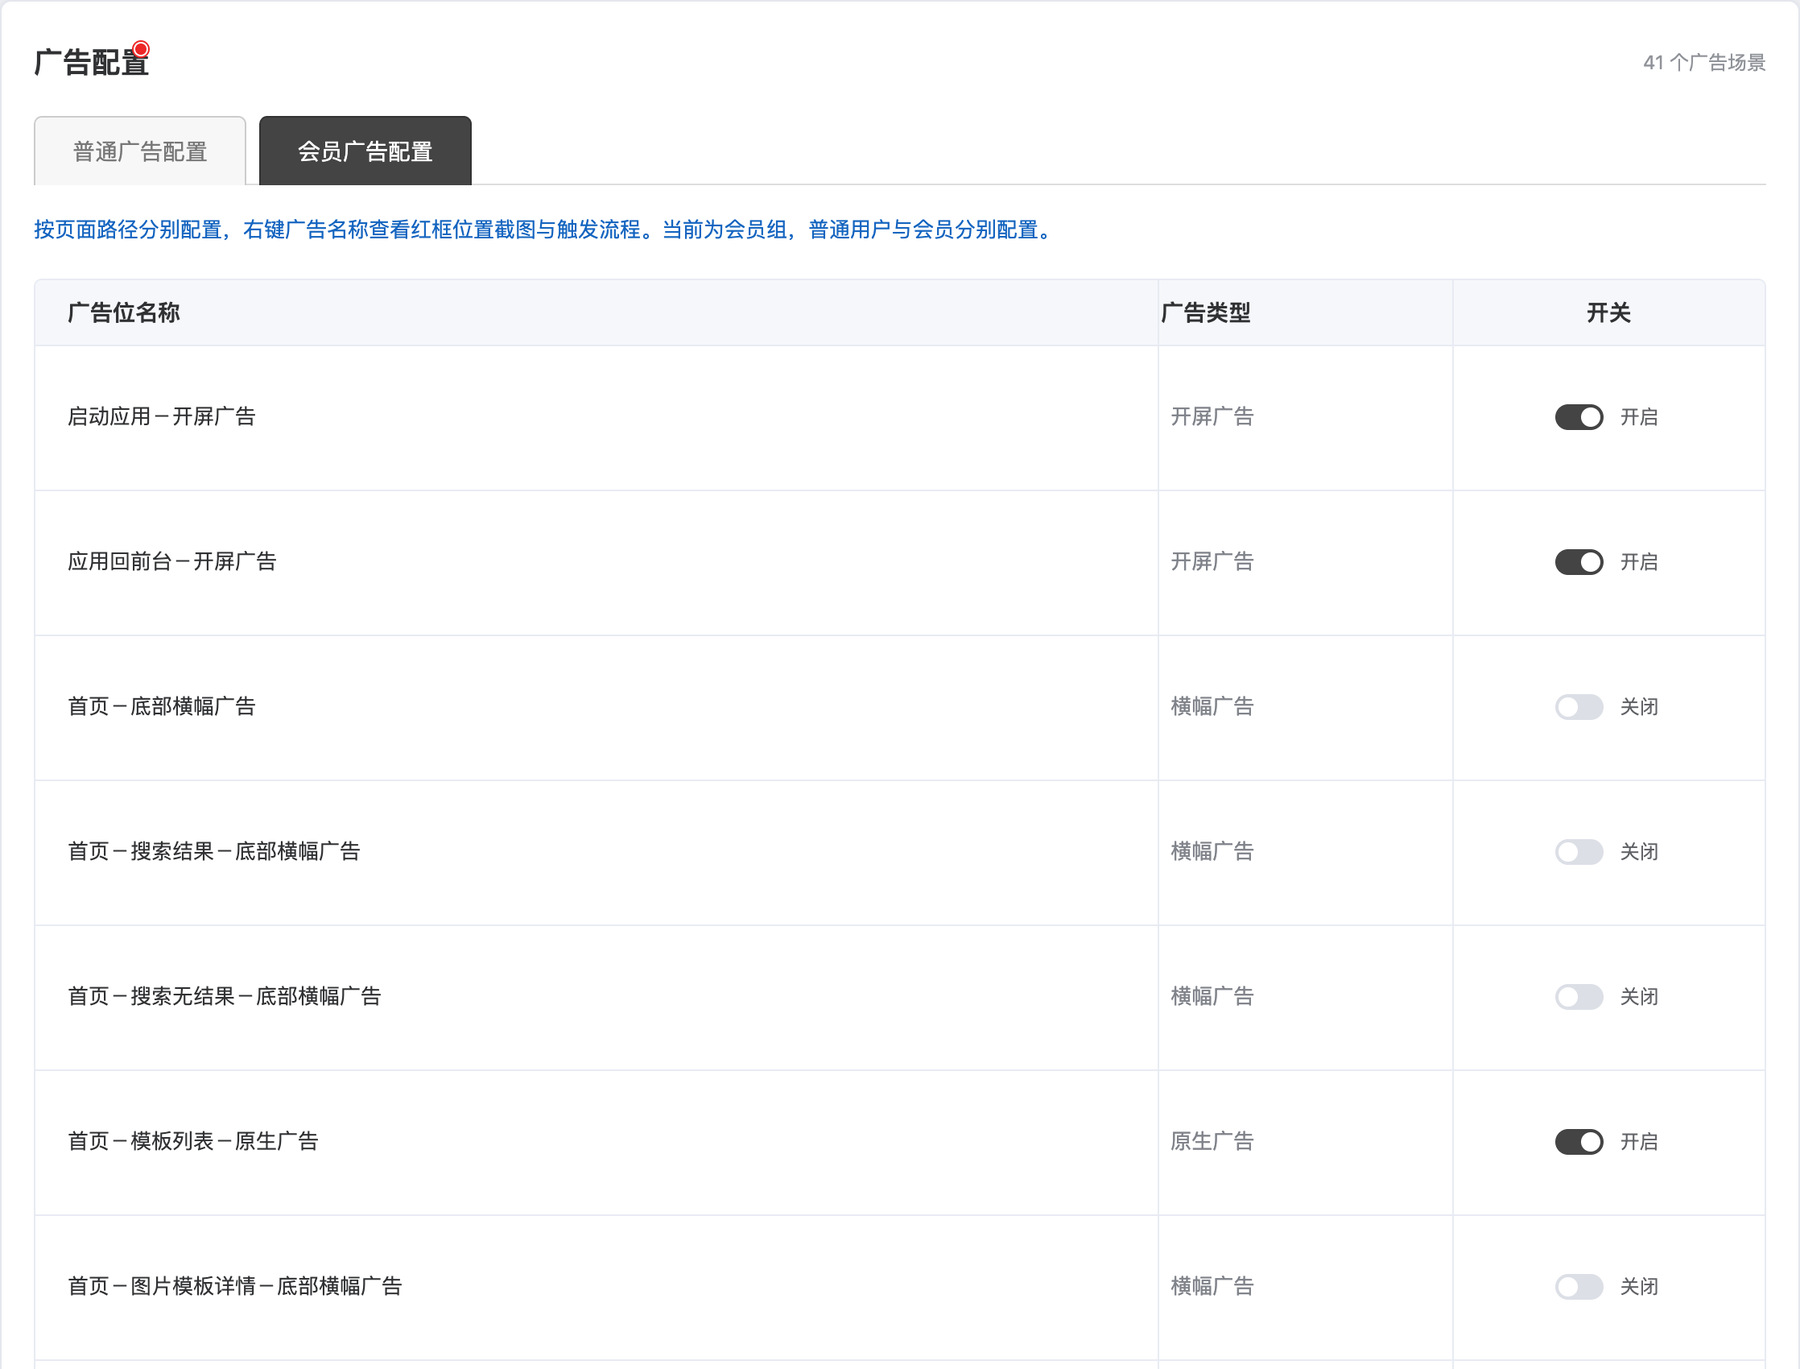 广告配置
41 个广告场景
普通广告配置
会员广告配置
按页面路径分别配置，右键广告名称查看红框位置截图与触发流程。当前为会员组，普通用户与会员分别配置。
广告位名称 广告类型 开关
启动应用－开屏广告 开屏广告 开启
应用回前台－开屏广告 开屏广告 开启
首页－底部横幅广告 横幅广告 关闭
首页－搜索结果－底部横幅广告 横幅广告 关闭
首页－搜索无结果－底部横幅广告 横幅广告 关闭
首页－模板列表－原生广告 原生广告 开启
首页－图片模板详情－底部横幅广告 横幅广告 关闭